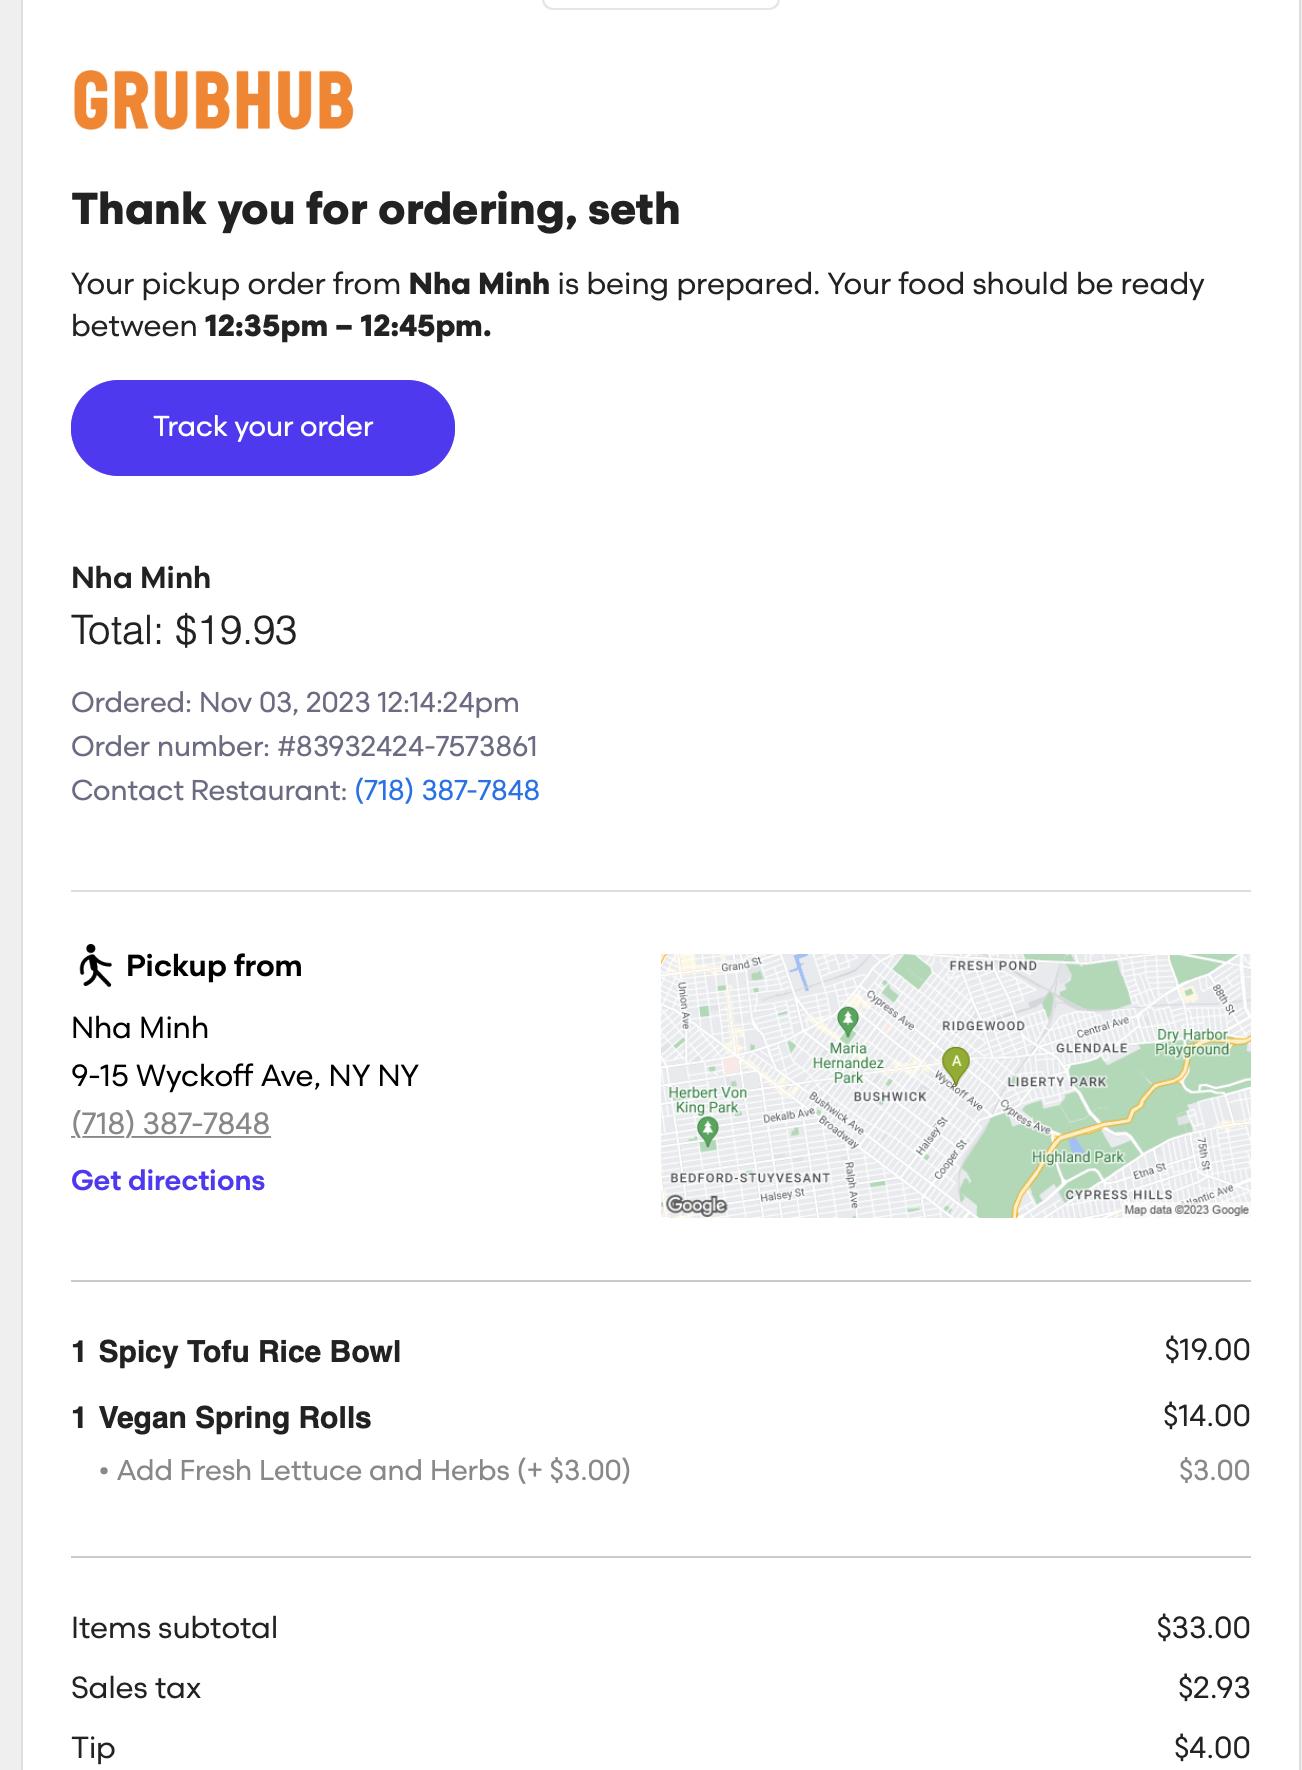 GRUBHUB
Thank you for ordering, seth
Your pickup order from Nha Minh is being prepared. Your food should be ready
between 12:35pm – 12:45pm.
Track your order
Nha Minh
Total: $19.93
Ordered: Nov 03, 2023 12:14:24pm
Order number: #83932424-7573861
Contact Restaurant: (718) 387-7848
Pickup from
Nha Minh
9-15 Wyckoff Ave, NY NY
(718) 387-7848
Get directions
Grand St
FRESH POND
Union Ave
Cypress Ave
88th St
RIDGEWOOD
Central Ave
GLENDALE
Dry Harbor
Playground
Maria
Hernandez
Park
A
Wyckoff Ave
LIBERTY PARK
Herbert Von
King Park
BUSHWICK
Bushwick Ave
Dekalb Ave
Broadway
Cypress Ave
Halsey St
Cooper St
Highland Park
75th St
Etna St
BEDFORD-STUYVESANT
Halsey St
Ralph Ave
CYPRESS HILLS
lantic Ave
Google
Map data ©2023 Google
1 Spicy Tofu Rice Bowl $19.00
1 Vegan Spring Rolls $14.00
• Add Fresh Lettuce and Herbs (+ $3.00) $3.00
Items subtotal $33.00
Sales tax $2.93
Tip $4.00